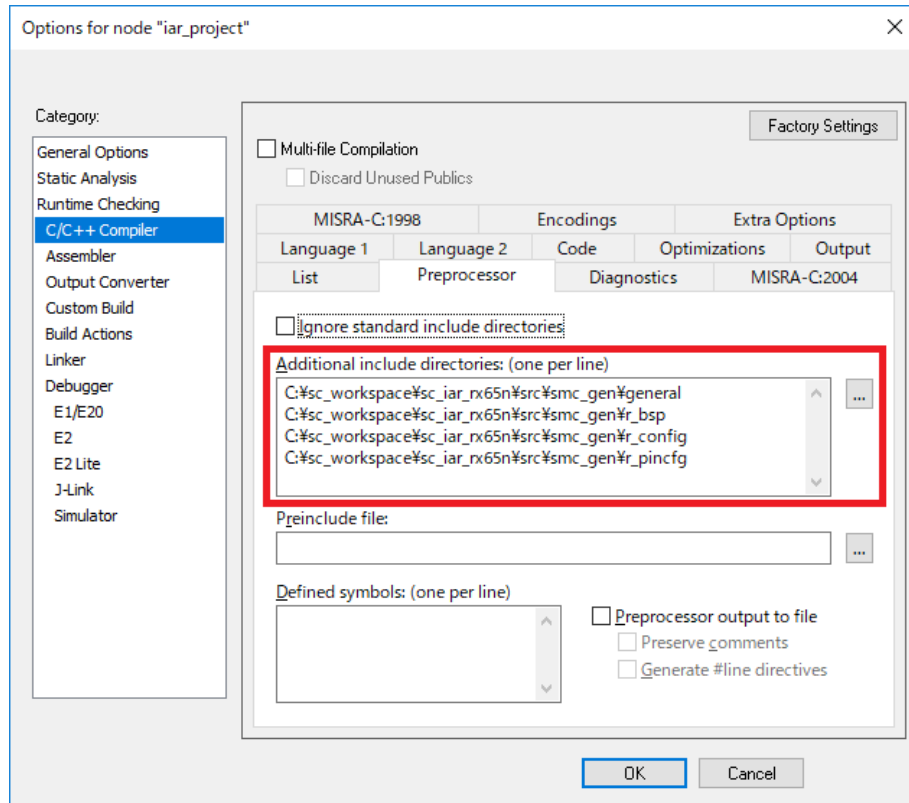 Options for node "iar_project"
Category:
General Options
Static Analysis
Runtime Checking
C/C++ Compiler
Assembler
Output Converter
Custom Build
Build Actions
Linker
Debugger
E1/E20
E2
E2 Lite
J-Link
Simulator
Factory Settings
Multi-file Compilation
Discard Unused Publics
MISRA-C:1998 Encodings Extra Options
Language 1 Language 2 Code Optimizations Output
List Preprocessor Diagnostics MISRA-C:2004
Ignore standard include directories
Additional include directories: (one per line)
C:¥sc_workspace¥sc_iar_rx65n¥src¥smc_gen¥general
C:¥sc_workspace¥sc_iar_rx65n¥src¥smc_gen¥r_bsp
C:¥sc_workspace¥sc_iar_rx65n¥src¥smc_gen¥r_config
C:¥sc_workspace¥sc_iar_rx65n¥src¥smc_gen¥r_pincfg
...
Preinclude file:
...
Defined symbols: (one per line)
Preprocessor output to file
Preserve comments
Generate #line directives
OK Cancel